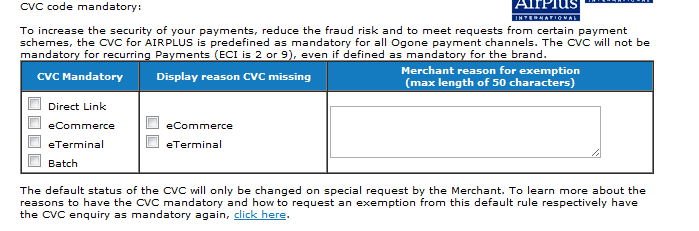 CVC code mandatory:
AirPlus
INTERNATIONAL
INTERNATIONAL
To increase the security of your payments, reduce the fraud risk and to meet requests from certain payment
schemes, the CVC for AIRPLUS is predefined as mandatory for all Ogone payment channels. The CVC will not be
mandatory for recurring Payments (ECI is 2 or 9), even if defined as mandatory for the brand.
CVC Mandatory Display reason CVC missing Merchant reason for exemption
(max length of 50 characters)
Direct Link
eCommerce
eTerminal
Batch
eCommerce
eTerminal
The default status of the CVC will only be changed on special request by the Merchant. To learn more about the
reasons to have the CVC mandatory and how to request an exemption from this default rule respectively have
the CVC enquiry as mandatory again, click here.